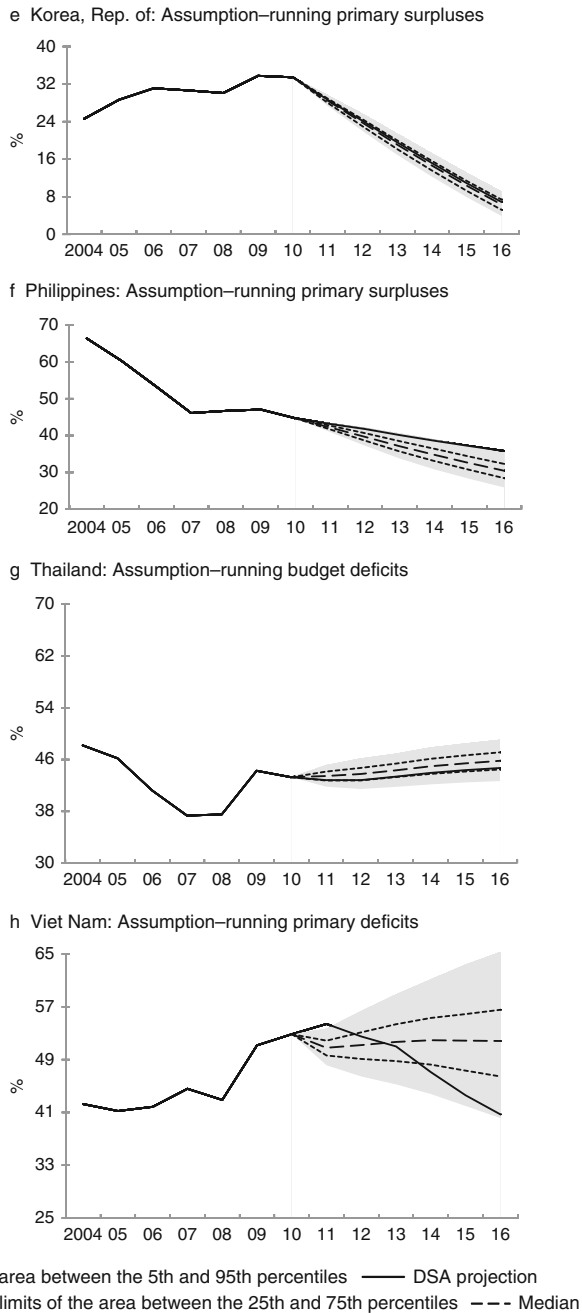 e Korea, Rep. of: Assumption–running primary surpluses
40
32
24
16
8
0
%
2004 05 06 07 08 09 10 11 12 13 14 15 16
f Philippines: Assumption–running primary surpluses
70
60
50
40
30
20
%
2004 05 06 07 08 09 10 11 12 13 14 15 16
g Thailand: Assumption–running budget deficits
70
62
54
46
38
30
%
2004 05 06 07 08 09 10 11 12 13 14 15 16
h Viet Nam: Assumption–running primary deficits
65
57
49
41
33
25
%
2004 05 06 07 08 09 10 11 12 13 14 15 16
area between the 5th and 95th percentiles DSA projection
limits of the area between the 25th and 75th percentiles Median